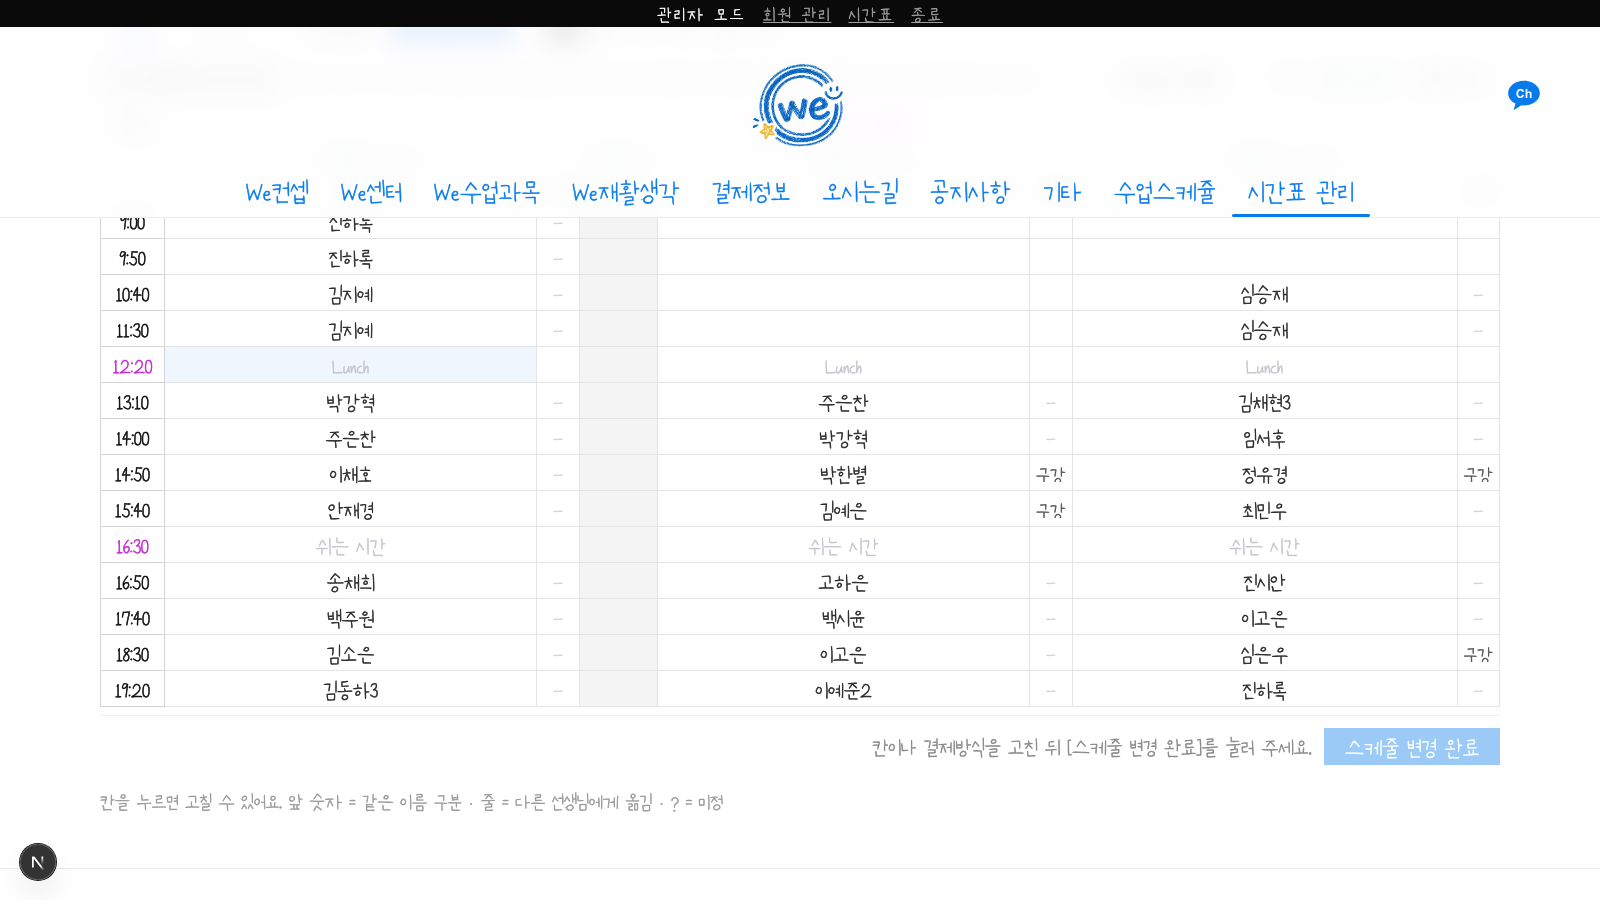 관리자 모드 회원 관리 시간표 종료
we
Ch
We컨셉 We센터 We수업과목 We재활생각 결제정보 오시는길 공지사항 기타 수업스케줄 시간표 관리
9:00 진하록 –
9:50 진하록 –
10:40 김지예 – 심승재 –
11:30 김지예 – 심승재 –
12:20 Lunch Lunch Lunch
13:10 박강혁 – 주은찬 – 김채현3 –
14:00 주은찬 – 박강혁 – 임서후 –
14:50 이채호 – 박한별 구강 정유경 구강
15:40 안재경 – 김예은 구강 최민우 –
16:30 쉬는 시간 쉬는 시간 쉬는 시간
16:50 송채희 – 고하은 – 진시안 –
17:40 백주원 – 백시윤 – 이고은 –
18:30 김소은 – 이고은 – 심은우 구강
19:20 김동하3 – 이예준2 – 진하록 –
칸이나 결제방식을 고친 뒤 [스케줄 변경 완료]를 눌러 주세요. 스케줄 변경 완료
칸을 누르면 고칠 수 있어요. 앞 숫자 = 같은 이름 구분 · 줄 = 다른 선생님에게 옮김 · ? = 미정
N